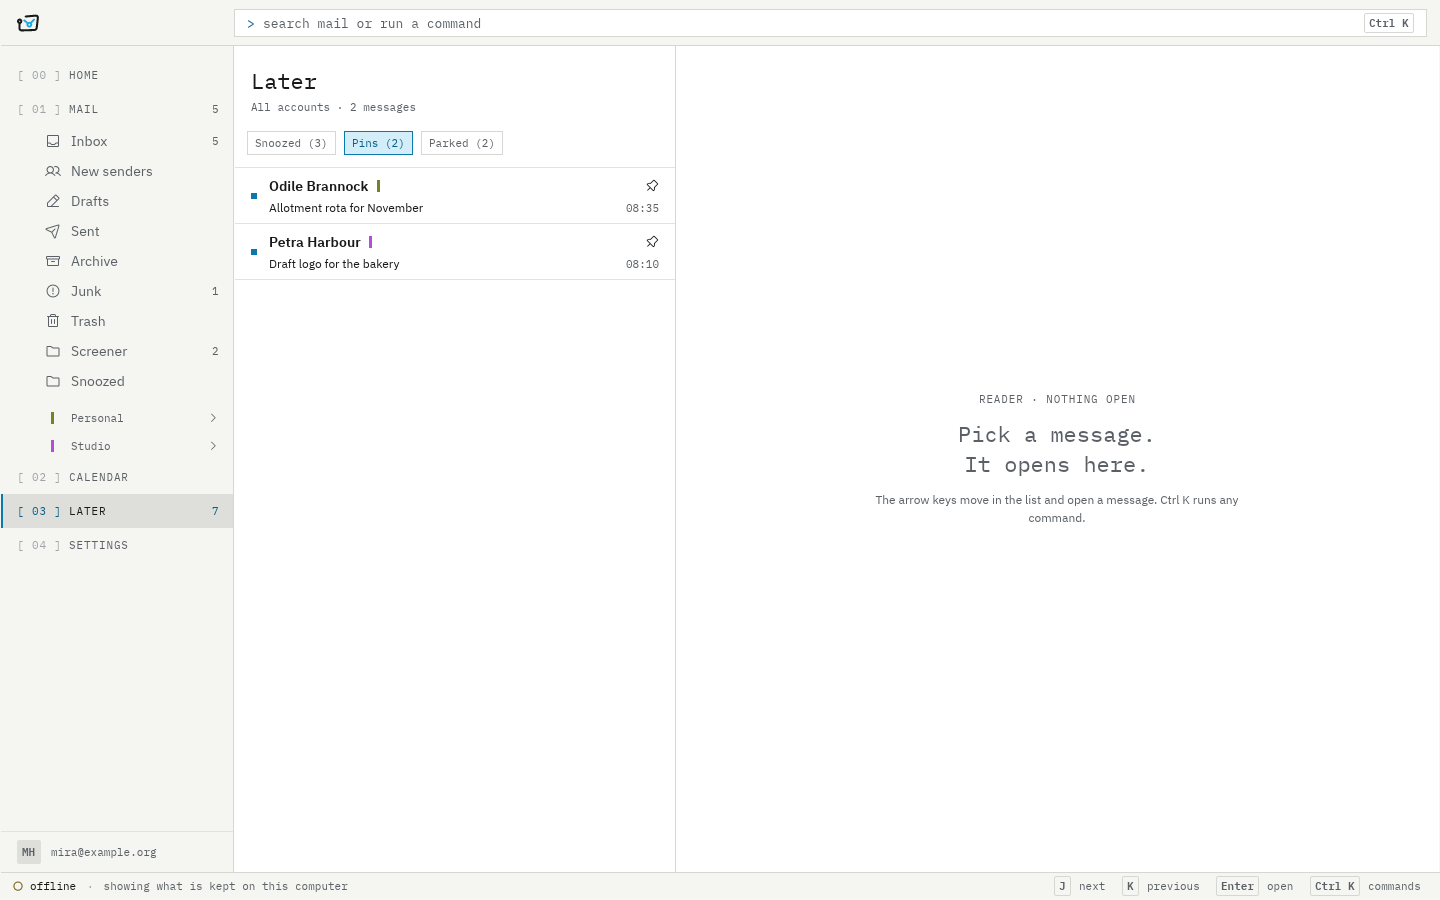 > search mail or run a command Ctrl K
[ 00 ] HOME
[ 01 ] MAIL 5
Inbox 5
New senders
Drafts
Sent
Archive
Junk 1
Trash
Screener 2
Snoozed
Personal
Studio
[ 02 ] CALENDAR
[ 03 ] LATER 7
[ 04 ] SETTINGS
MH mira@example.org
Later
All accounts · 2 messages
Snoozed (3) Pins (2) Parked (2)
Odile Brannock
Allotment rota for November 08:35
Petra Harbour
Draft logo for the bakery 08:10
READER · NOTHING OPEN
Pick a message.
It opens here.
The arrow keys move in the list and open a message. Ctrl K runs any
command.
offline · showing what is kept on this computer
J next K previous Enter open Ctrl K commands